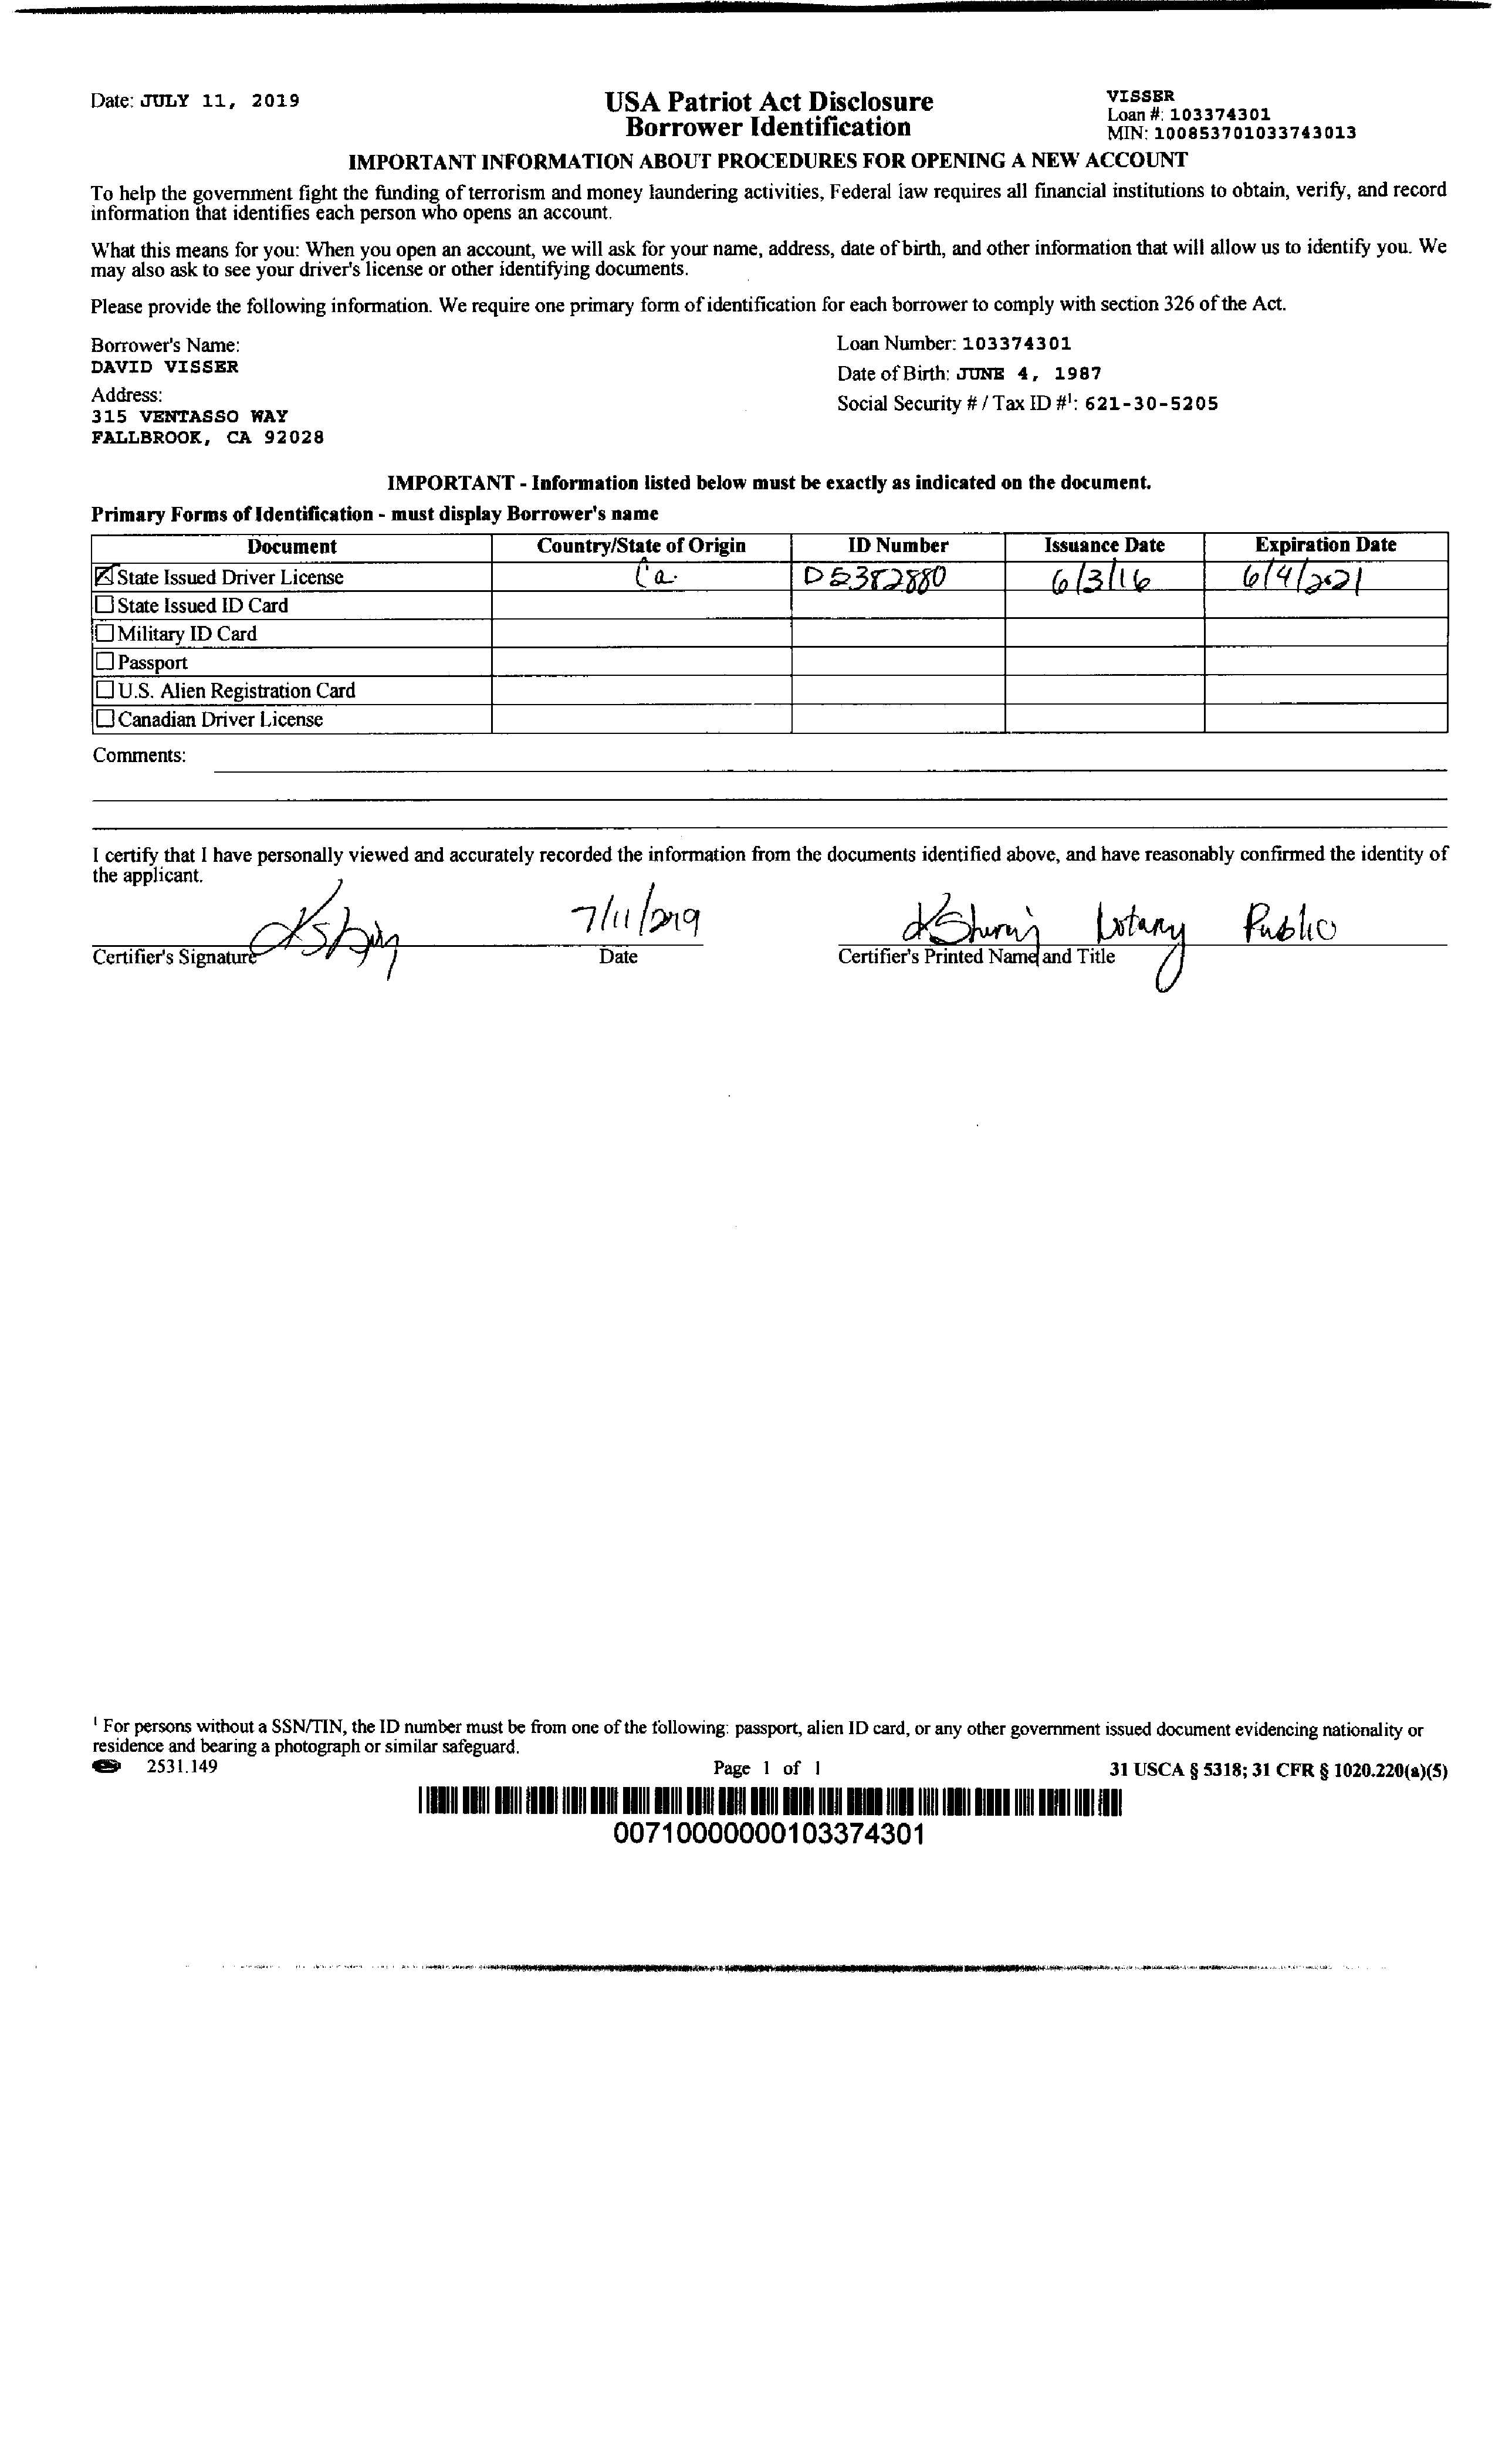 Date: JULY 11, 2019
USA Patriot Act Disclosure
Borrower Identification
VISSER
Loan #: 103374301
MIN: 100853701033743013
IMPORTANT INFORMATION ABOUT PROCEDURES FOR OPENING A NEW ACCOUNT
To help the government fight the funding of terrorism and money laundering activities, Federal law requires all financial institutions to obtain, verify, and record
information that identifies each person who opens an account.
What this means for you: When you open an account, we will ask for your name, address, date of birth, and other information that will allow us to identify you. We
may also ask to see your driver's license or other identifying documents.
Please provide the following information. We require one primary form of identification for each borrower to comply with section 326 of the Act.
Borrower's Name:
DAVID VISSER
Address:
315 VENTASSO WAY
FALLBROOK, CA 92028
Loan Number: 103374301
Date of Birth: JUNE 4, 1987
Social Security # / Tax ID #¹: 621-30-5205
IMPORTANT - Information listed below must be exactly as indicated on the document.
Primary Forms of Identification - must display Borrower's name
Document Country/State of Origin ID Number Issuance Date Expiration Date
State Issued Driver License Ca. D5382880 6/3/16 6/4/2021
State Issued ID Card
Military ID Card
Passport
U.S. Alien Registration Card
Canadian Driver License
Comments:
I certify that I have personally viewed and accurately recorded the information from the documents identified above, and have reasonably confirmed the identity of
the applicant.
7/11/2019 Notary Public
Certifier's Signature Date Certifier's Printed Name and Title
¹ For persons without a SSN/TIN, the ID number must be from one of the following: passport, alien ID card, or any other government issued document evidencing nationality or
residence and bearing a photograph or similar safeguard.
2531.149 Page 1 of 1 31 USCA § 5318; 31 CFR § 1020.220(a)(5)
00710000000103374301